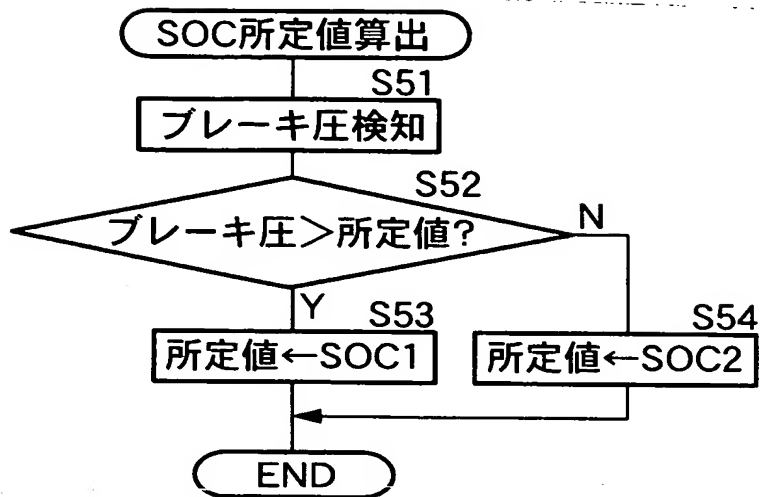 SOC所定値算出
S51
ブレーキ圧検知
S52
ブレーキ圧>所定値?
N
Y
S53
所定値←SOC1
S54
所定値←SOC2
END